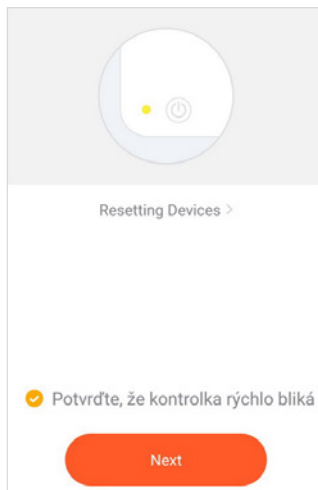 Resetting Devices >
Potvrďte, že kontrolka rýchlo bliká
Next